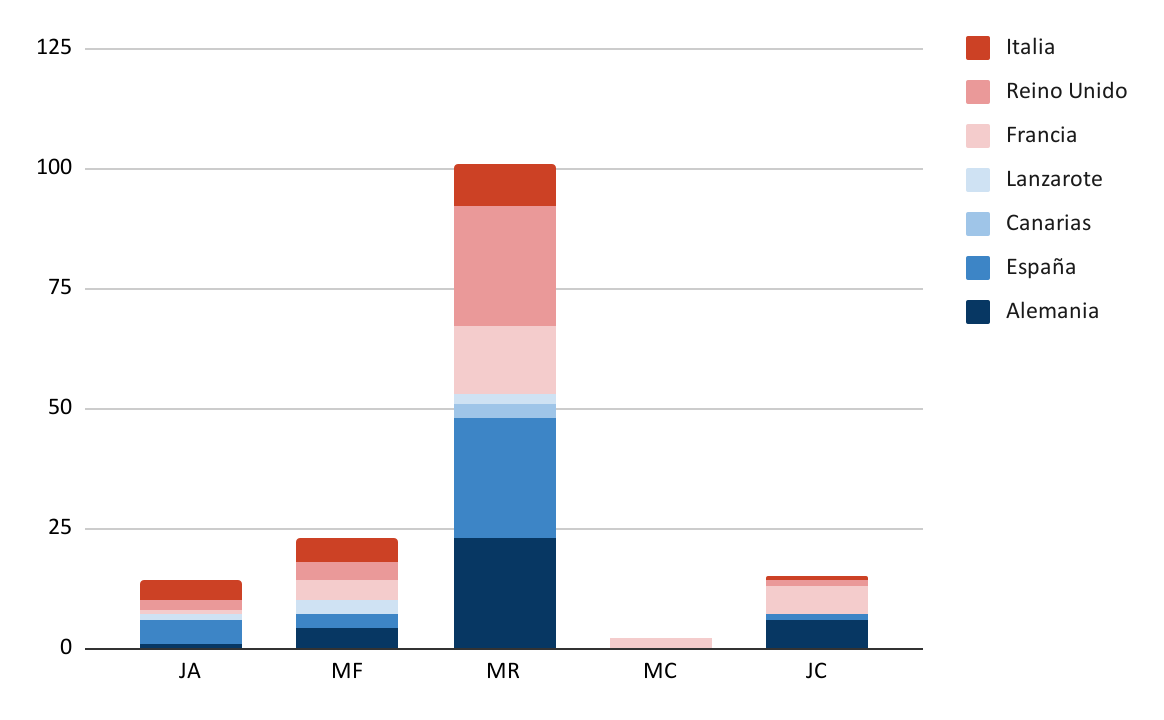 125
100
75
50
25
0
JA
MF
MR
MC
JC
Italia
Reino Unido
Francia
Lanzarote
Canarias
España
Alemania